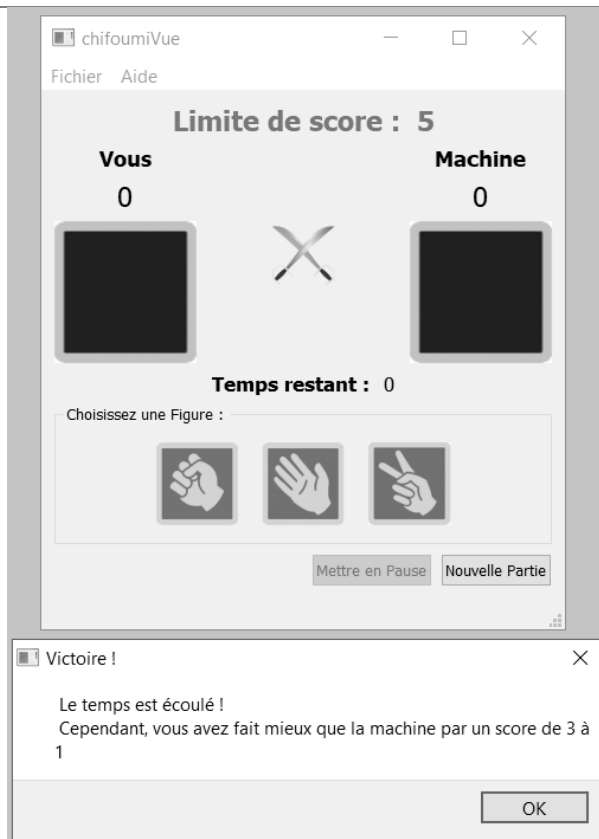 chifoumiVue
Fichier Aide
Limite de score : 5
Vous Machine
0 0
Temps restant : 0
Choisissez une Figure :
Mettre en Pause Nouvelle Partie
Victoire !
Le temps est écoulé !
Cependant, vous avez fait mieux que la machine par un score de 3 à
1
OK